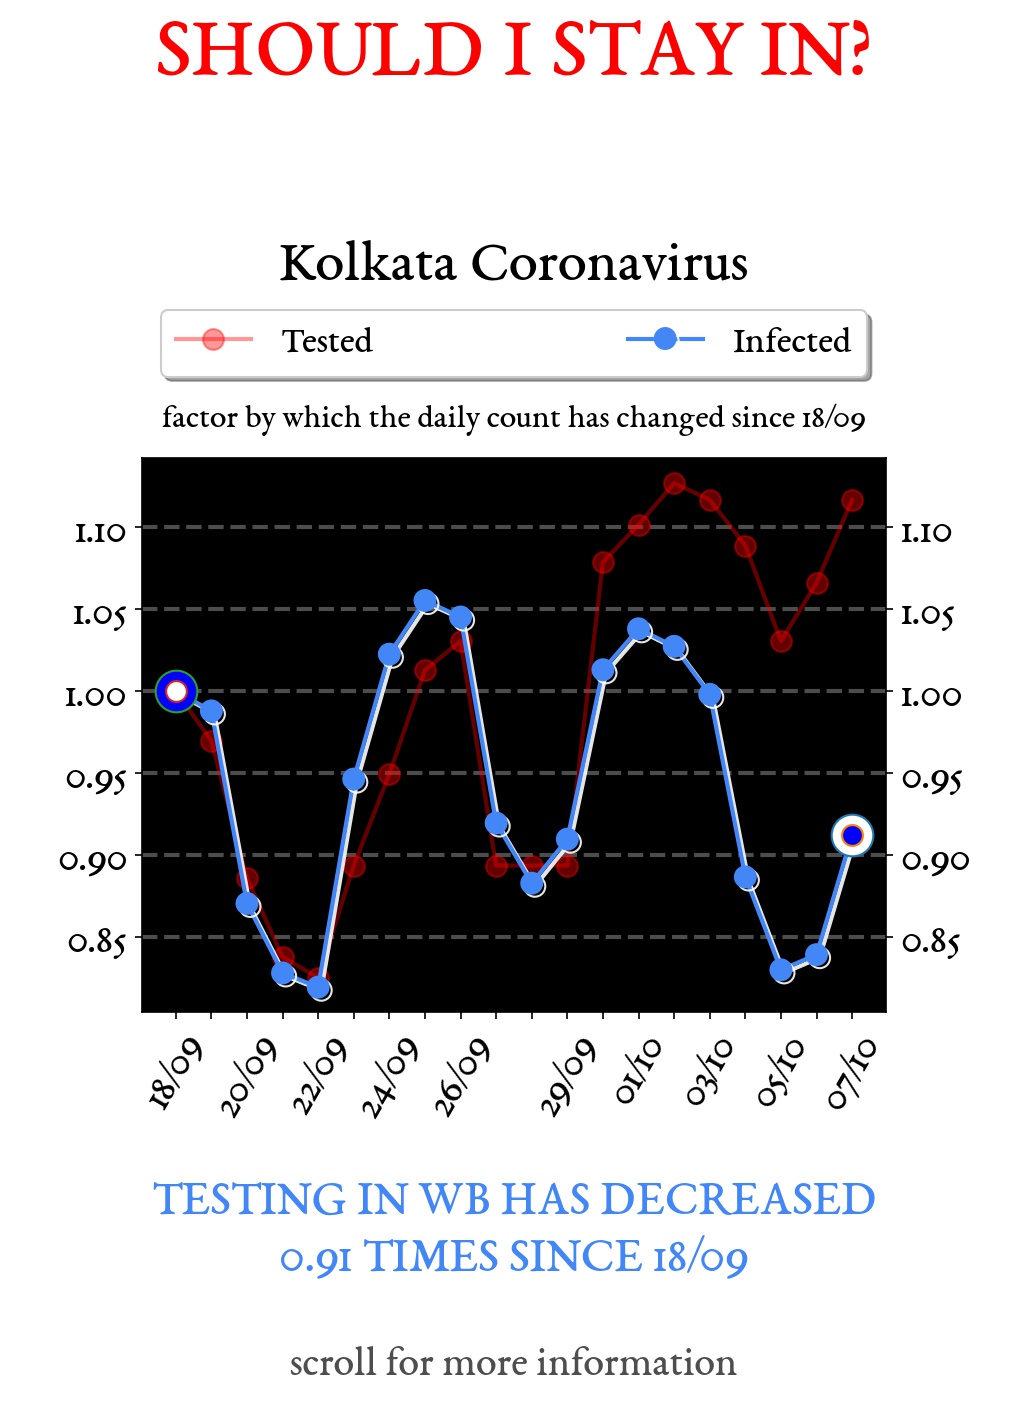 SHOULD I STAY IN?
Kolkata Coronavirus
Tested Infected
factor by which the daily count has changed since 18/09
1.10 1.10
1.05 1.05
1.00 1.00
0.95 0.95
0.90 0.90
0.85 0.85
18/09 20/09 22/09 24/09 26/09 29/09 01/10 03/10 05/10 07/10
TESTING IN WB HAS DECREASED
0.91 TIMES SINCE 18/09
scroll for more information